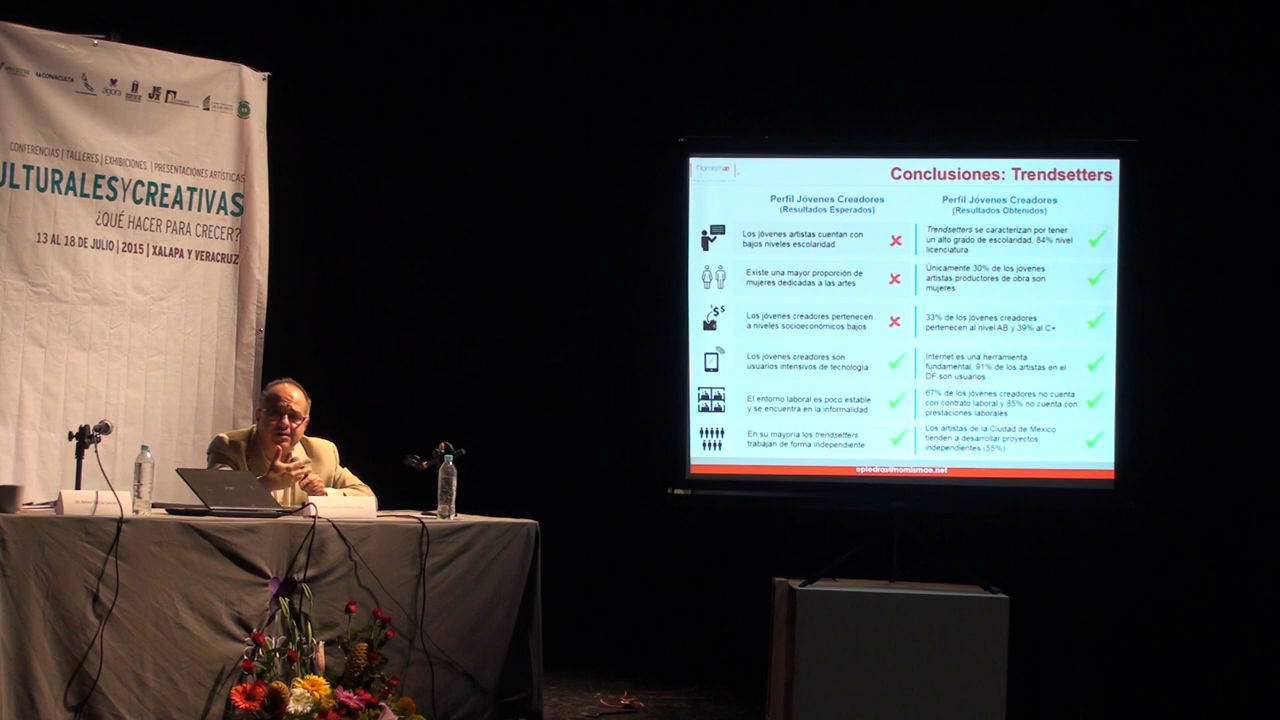 CONACULTA
ágora
CONFERENCIAS | TALLERES | EXHIBICIONES | PRESENTACIONES ARTÍSTICAS
ULTURALESYCREATIVAS
¿QUÉ HACER PARA CRECER?
13 AL 18 DE JULIO | 2015 | XALAPA Y VERACRUZ
nomismæ
Conclusiones: Trendsetters
Perfil Jóvenes Creadores
(Resultados Esperados)
Perfil Jóvenes Creadores
(Resultados Obtenidos)
Los jóvenes artistas cuentan con
bajos niveles escolaridad
Trendsetters se caracterizan por tener
un alto grado de escolaridad, 84% nivel
licenciatura
Existe una mayor proporción de
mujeres dedicadas a las artes
Únicamente 30% de los jóvenes
artistas productores de obra son
mujeres
Los jóvenes creadores pertenecen
a niveles socioeconómicos bajos
33% de los jóvenes creadores
pertenecen al nivel AB y 39% al C+
Los jóvenes creadores son
usuarios intensivos de tecnología
Internet es una herramienta
fundamental, 91% de los artistas en el
DF son usuarios
El entorno laboral es poco estable
y se encuentra en la informalidad
67% de los jóvenes creadores no cuenta
con contrato laboral y 85% no cuenta con
prestaciones laborales
En su mayoría los trendsetters
trabajan de forma independiente
Los artistas de la Ciudad de México
tienden a desarrollar proyectos
independientes (55%)
epiedras@nomismae.net